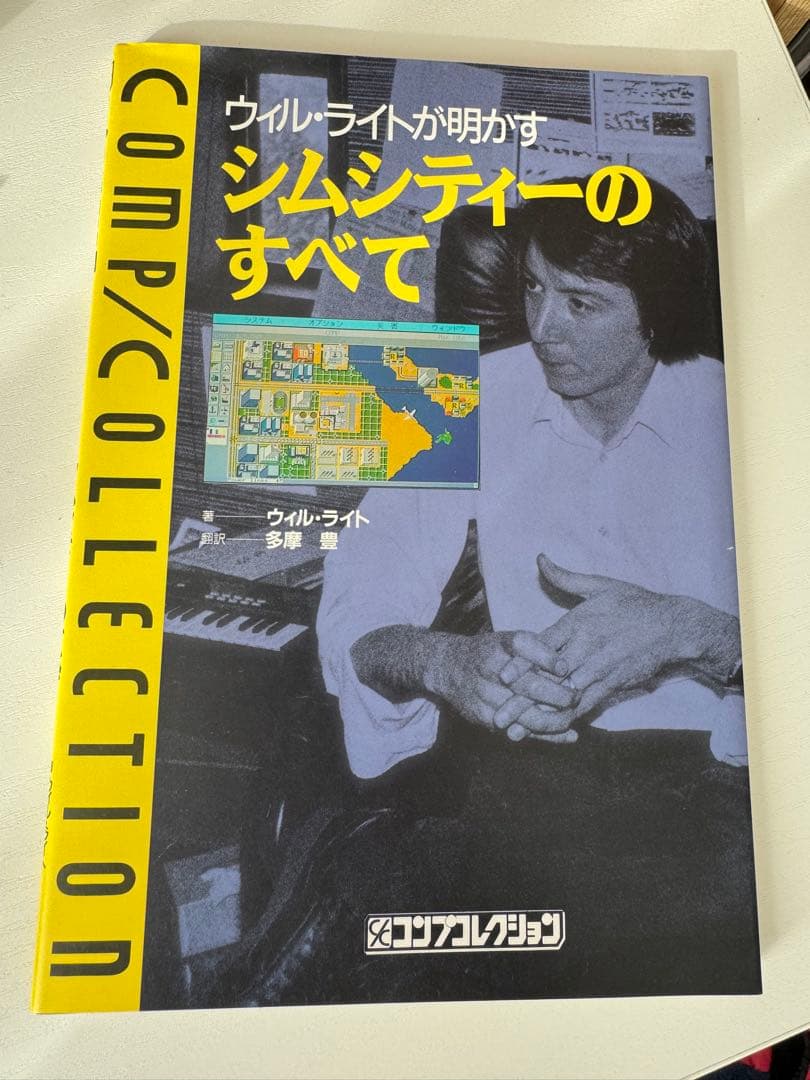 COMP/COLLECTION
ウィル・ライトが明かす
シムシティーの
すべて
システム オプション 災害 ウィンドウ
著 ウィル・ライト
翻訳 多摩 豊
C/C コンプコレクション